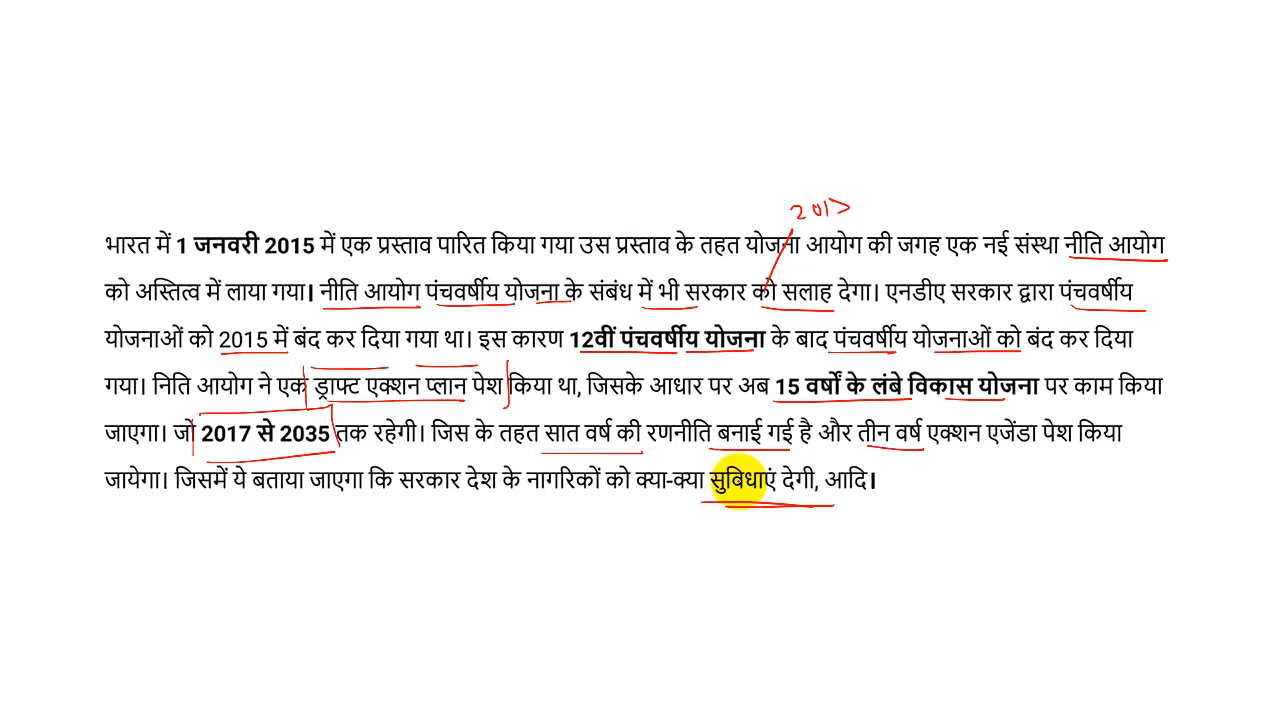 2017
भारत में 1 जनवरी 2015 में एक प्रस्ताव पारित किया गया उस प्रस्ताव के तहत योजना आयोग की जगह एक नई संस्था नीति आयोग
को अस्तित्व में लाया गया। नीति आयोग पंचवर्षीय योजना के संबंध में भी सरकार को सलाह देगा। एनडीए सरकार द्वारा पंचवर्षीय
योजनाओं को 2015 में बंद कर दिया गया था। इस कारण 12वीं पंचवर्षीय योजना के बाद पंचवर्षीय योजनाओं को बंद कर दिया
गया। निति आयोग ने एक ड्राफ्ट एक्शन प्लान पेश किया था, जिसके आधार पर अब 15 वर्षों के लंबे विकास योजना पर काम किया
जाएगा। जो 2017 से 2035 तक रहेगी। जिस के तहत सात वर्ष की रणनीति बनाई गई है और तीन वर्ष एक्शन एजेंडा पेश किया
जायेगा। जिसमें ये बताया जाएगा कि सरकार देश के नागरिकों को क्या-क्या सुविधाएं देगी, आदि।